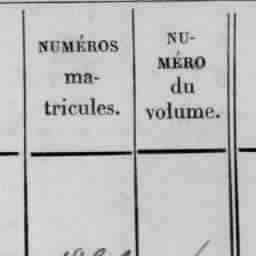 NUMÉROS
ma-
tricules.
NU-
MÉRO
du
volume.